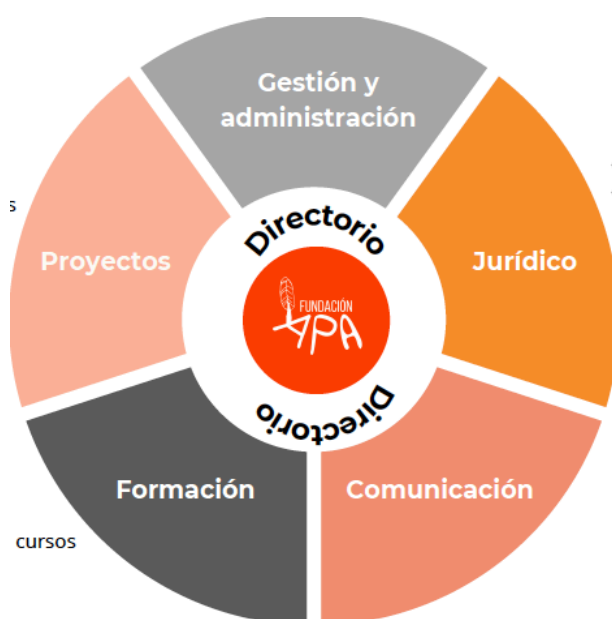 Gestión y
administración
Directorio
Proyectos
Jurídico
FUNDACIÓN
APA
Directorio
Formación
Comunicación
cursos